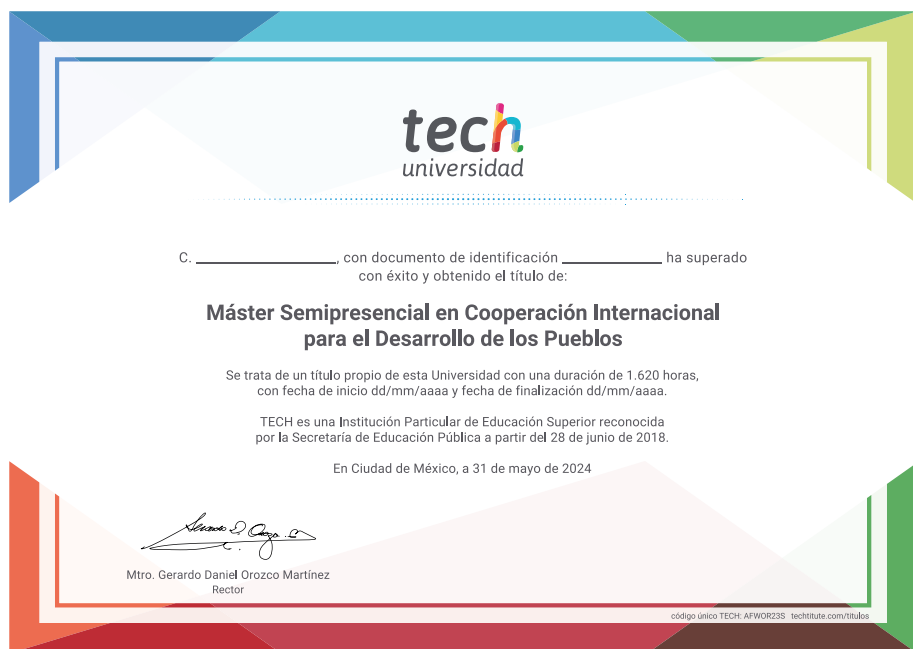 tech
universidad
C. ____________, con documento de identificación ____________ ha superado
con éxito y obtenido el título de:
Máster Semipresencial en Cooperación Internacional
para el Desarrollo de los Pueblos
Se trata de un título propio de esta Universidad con una duración de 1.620 horas,
con fecha de inicio dd/mm/aaaa y fecha de finalización dd/mm/aaaa.
TECH es una Institución Particular de Educación Superior reconocida
por la Secretaría de Educación Pública a partir del 28 de junio de 2018.
En Ciudad de México, a 31 de mayo de 2024
Mtro. Gerardo Daniel Orozco Martínez
Rector
código único TECH: AFWOR23S techtitute.com/titulos